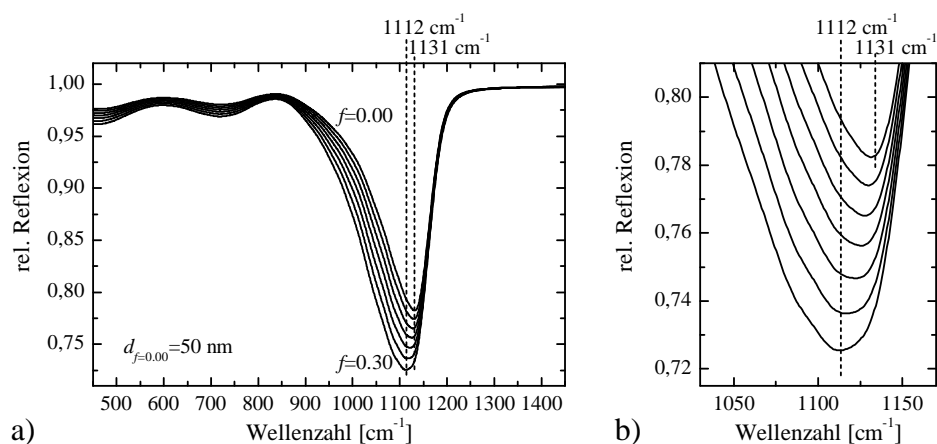 1112 cm⁻¹
1131 cm⁻¹
1.00
0.95
0.90
0,85
0,80
0,75
rel. Reflexion
f=0.00
f=0.30
d_f=0.00=50 nm
500 600 700 800 900 1000 1100 1200 1300 1400
Wellenzahl [cm⁻¹]
a)
1112 cm⁻¹
1131 cm⁻¹
0,80
0,78
0,76
0,74
0,72
rel. Reflexion
1050 1100 1150
Wellenzahl [cm⁻¹]
b)